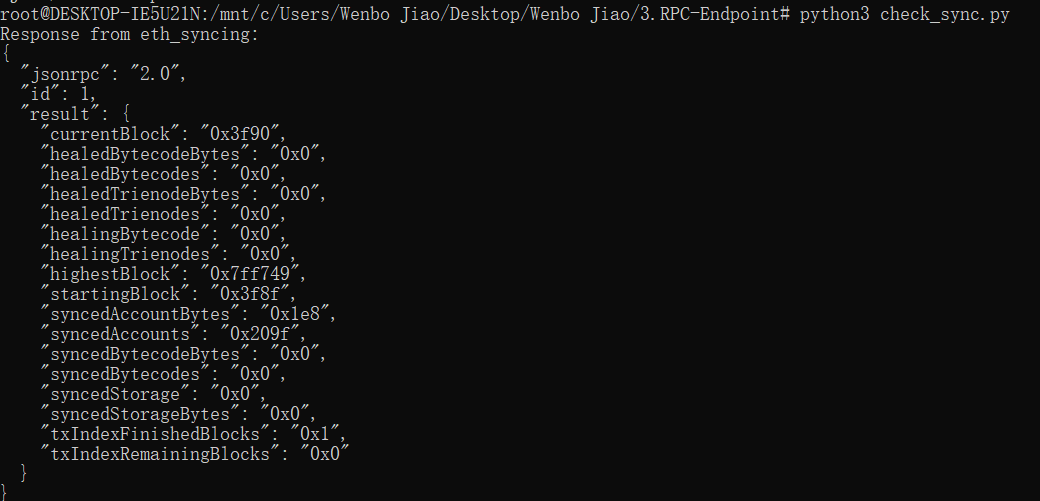 root@DESKTOP-IE5U21N:/mnt/c/Users/Wenbo Jiao/Desktop/Wenbo Jiao/3.RPC-Endpoint# python3 check_sync.py
Response from eth_syncing:
{
  "jsonrpc": "2.0",
  "id": 1,
  "result": {
    "currentBlock": "0x3f90",
    "healedBytecodeBytes": "0x0",
    "healedBytecodes": "0x0",
    "healedTrienodeBytes": "0x0",
    "healedTrienodes": "0x0",
    "healingBytecode": "0x0",
    "healingTrienodes": "0x0",
    "highestBlock": "0x7ff749",
    "startingBlock": "0x3f8f",
    "syncedAccountBytes": "0x1e8",
    "syncedAccounts": "0x209f",
    "syncedBytecodeBytes": "0x0",
    "syncedBytecodes": "0x0",
    "syncedStorage": "0x0",
    "syncedStorageBytes": "0x0",
    "txIndexFinishedBlocks": "0x1",
    "txIndexRemainingBlocks": "0x0"
  }
}